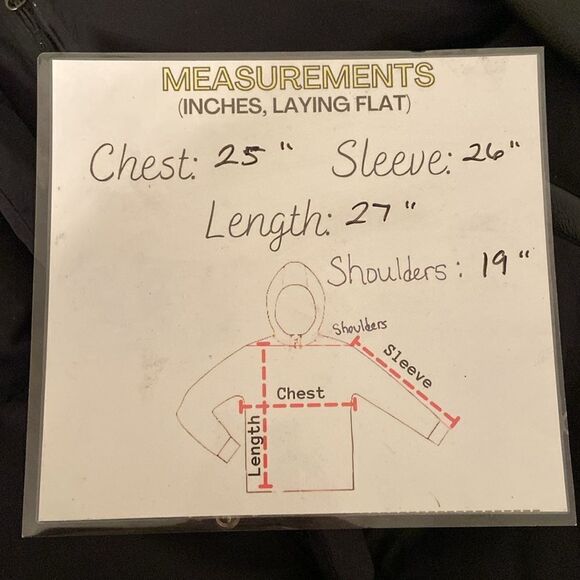 MEASUREMENTS
(INCHES, LAYING FLAT)
Chest: 25" Sleeve: 26"
Length: 27"
Shoulders: 19"
Shoulders
Sleeve
Chest
Length